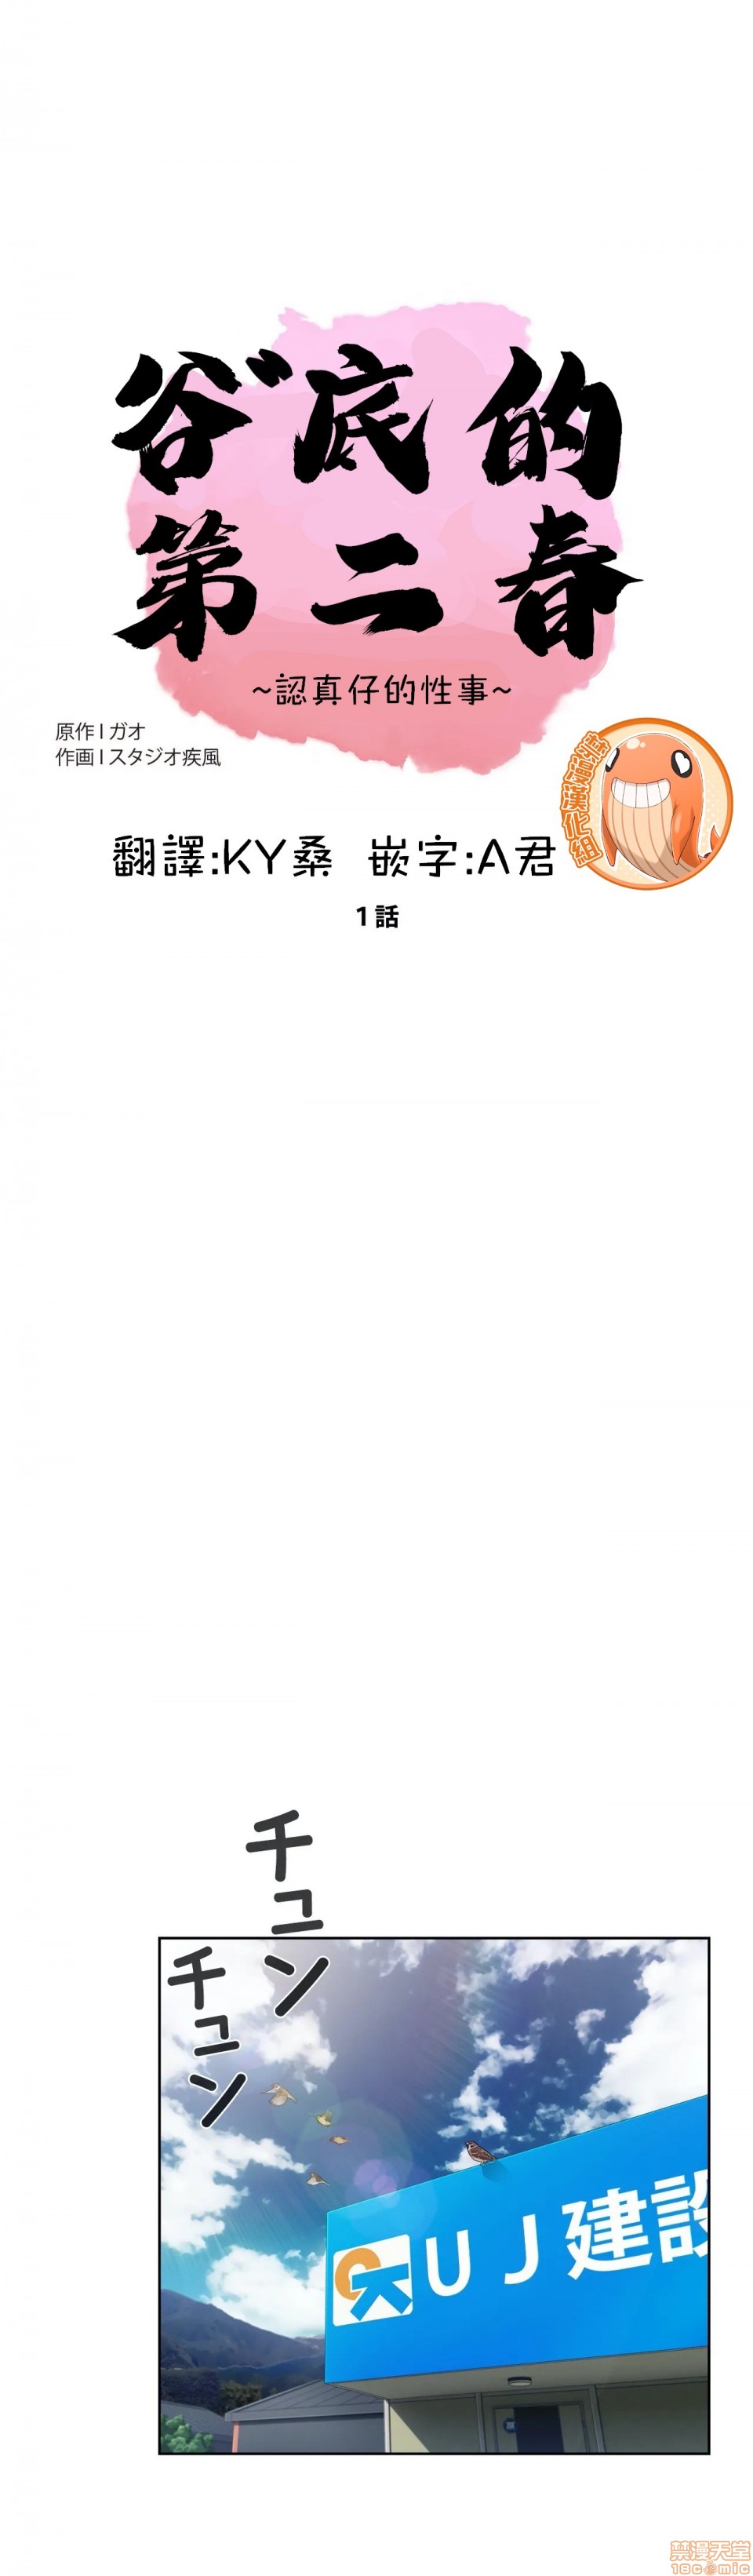 谷底的
第二春
~認真仔的性事~
原作 | ガオ
作画 | スタジオ疾風
翻譯:KY桑 嵌字:A君
漢化組
1話
チュン
チュン
UJ建設
禁漫天堂
18comic